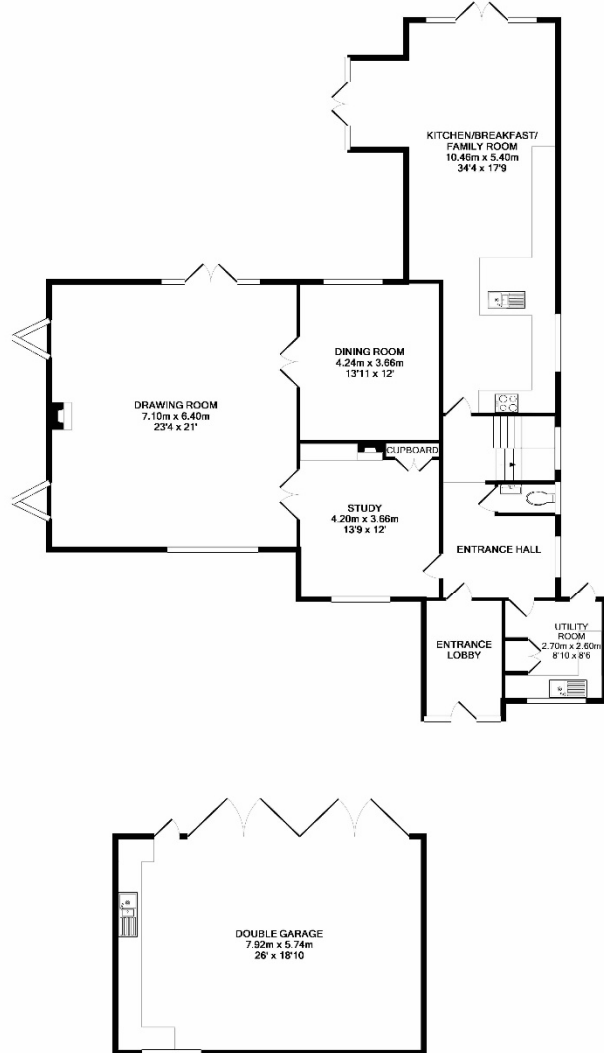 KITCHEN/BREAKFAST/
FAMILY ROOM
10.46m x 5.40m
34'4 x 17'9
DINING ROOM
4.24m x 3.66m
13'11 x 12'
DRAWING ROOM
7.10m x 6.40m
23'4 x 21'
CUPBOARD
STUDY
4.20m x 3.66m
13'9 x 12'
ENTRANCE HALL
ENTRANCE
LOBBY
UTILITY
ROOM
2.70m x 2.60m
8'10 x 8'6
DOUBLE GARAGE
7.92m x 5.74m
26' x 18'10